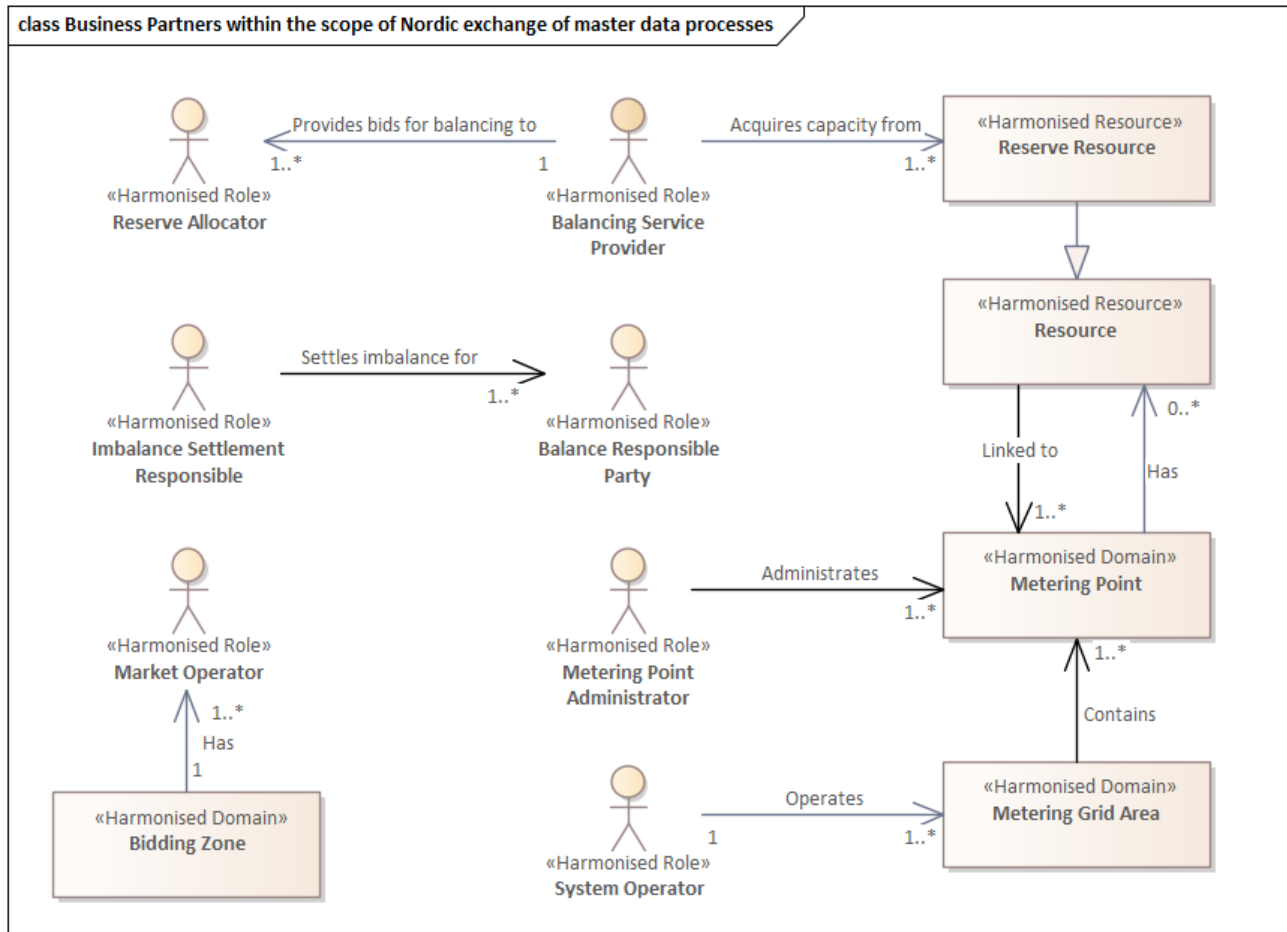 class Business Partners within the scope of Nordic exchange of master data processes
«Harmonised Role»
Reserve Allocator
Provides bids for balancing to
1..*
1
«Harmonised Role»
Balancing Service
Provider
Acquires capacity from
1..*
«Harmonised Resource»
Reserve Resource
«Harmonised Resource»
Resource
«Harmonised Role»
Imbalance Settlement
Responsible
Settles imbalance for
1..*
«Harmonised Role»
Balance Responsible
Party
Linked to
1..*
0..*
Has
«Harmonised Role»
Market Operator
1..*
Has
1
«Harmonised Domain»
Bidding Zone
«Harmonised Role»
Metering Point
Administrator
Administrates
1..*
«Harmonised Domain»
Metering Point
1..*
Contains
«Harmonised Role»
System Operator
Operates
1
1..*
«Harmonised Domain»
Metering Grid Area